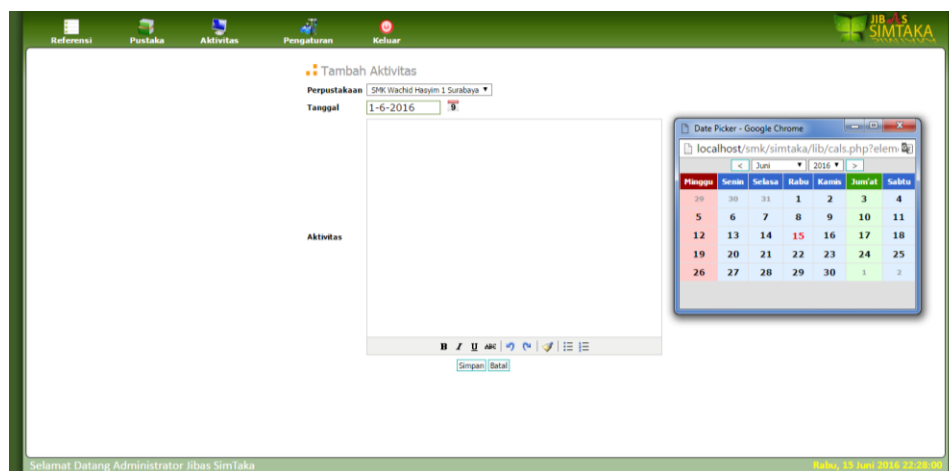 Referensi Pustaka Aktivitas Pengaturan Keluar
JIBAS
SIMTAKA
Tambah Aktivitas
Perpustakaan SMK Wachid Hasyim 1 Surabaya
Tanggal 1-6-2016 9
Date Picker - Google Chrome
localhost/smk/simtaka/lib/cals.php?elem
< Juni 2016 >
Minggu Senin Selasa Rabu Kamis Jum'at Sabtu
29 30 31 1 2 3 4
5 6 7 8 9 10 11
12 13 14 15 16 17 18
19 20 21 22 23 24 25
26 27 28 29 30 1 2
Aktivitas
B I U ABC
Simpan Batal
Selamat Datang Administrator Jibas SimTaka
Rabu, 15 Juni 2016 22:28:00